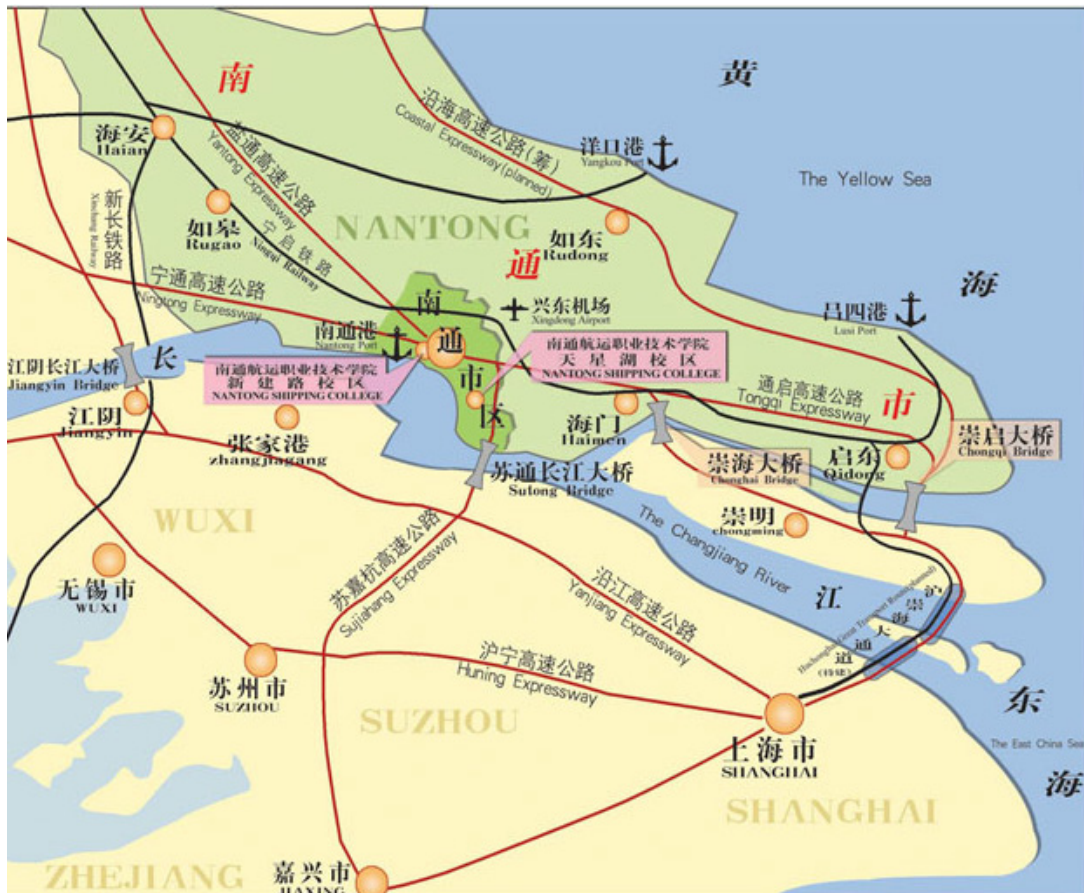 黄
海
The Yellow Sea
南
通
市
NANTONG
海安
Haian
新长铁路
Xinchang Railway
盐通高速公路
Yantong Expressway
沿海高速公路(筹)
Coastal Expressway(planned)
洋口港
Yangkou Port
如皋
Rugao
宁启铁路
Ningqi Railway
如东
Rudong
宁通高速公路
Ningtong Expressway
南通港
Nantong Port
南
通
市
区
兴东机场
Xingdong Airport
吕四港
Lusi Port
江阴长江大桥
Jiangyin Bridge
长
南通航运职业技术学院
新建路校区
NANTONG SHIPPING COLLEGE
南通航运职业技术学院
天星湖校区
NANTONG SHIPPING COLLEGE
通启高速公路
Tongqi Expressway
江阴
Jiangyin
张家港
zhangjiagang
海门
Haimen
崇海大桥
Chonghai Bridge
启东
Qidong
崇启大桥
Chongqi Bridge
苏通长江大桥
Sutong Bridge
崇明
chongming
WUXI
无锡市
WUXI
The Changjiang River
江
苏嘉杭高速公路
Sujiahang Expressway
沿江高速公路
Yanjiang Expressway
沪崇海大通道
(待建)
苏州市
SUZHOU
沪宁高速公路
Huning Expressway
SUZHOU
上海市
SHANGHAI
SHANGHAI
东
海
The East China Sea
ZHEJIANG
嘉兴市
JIAXING